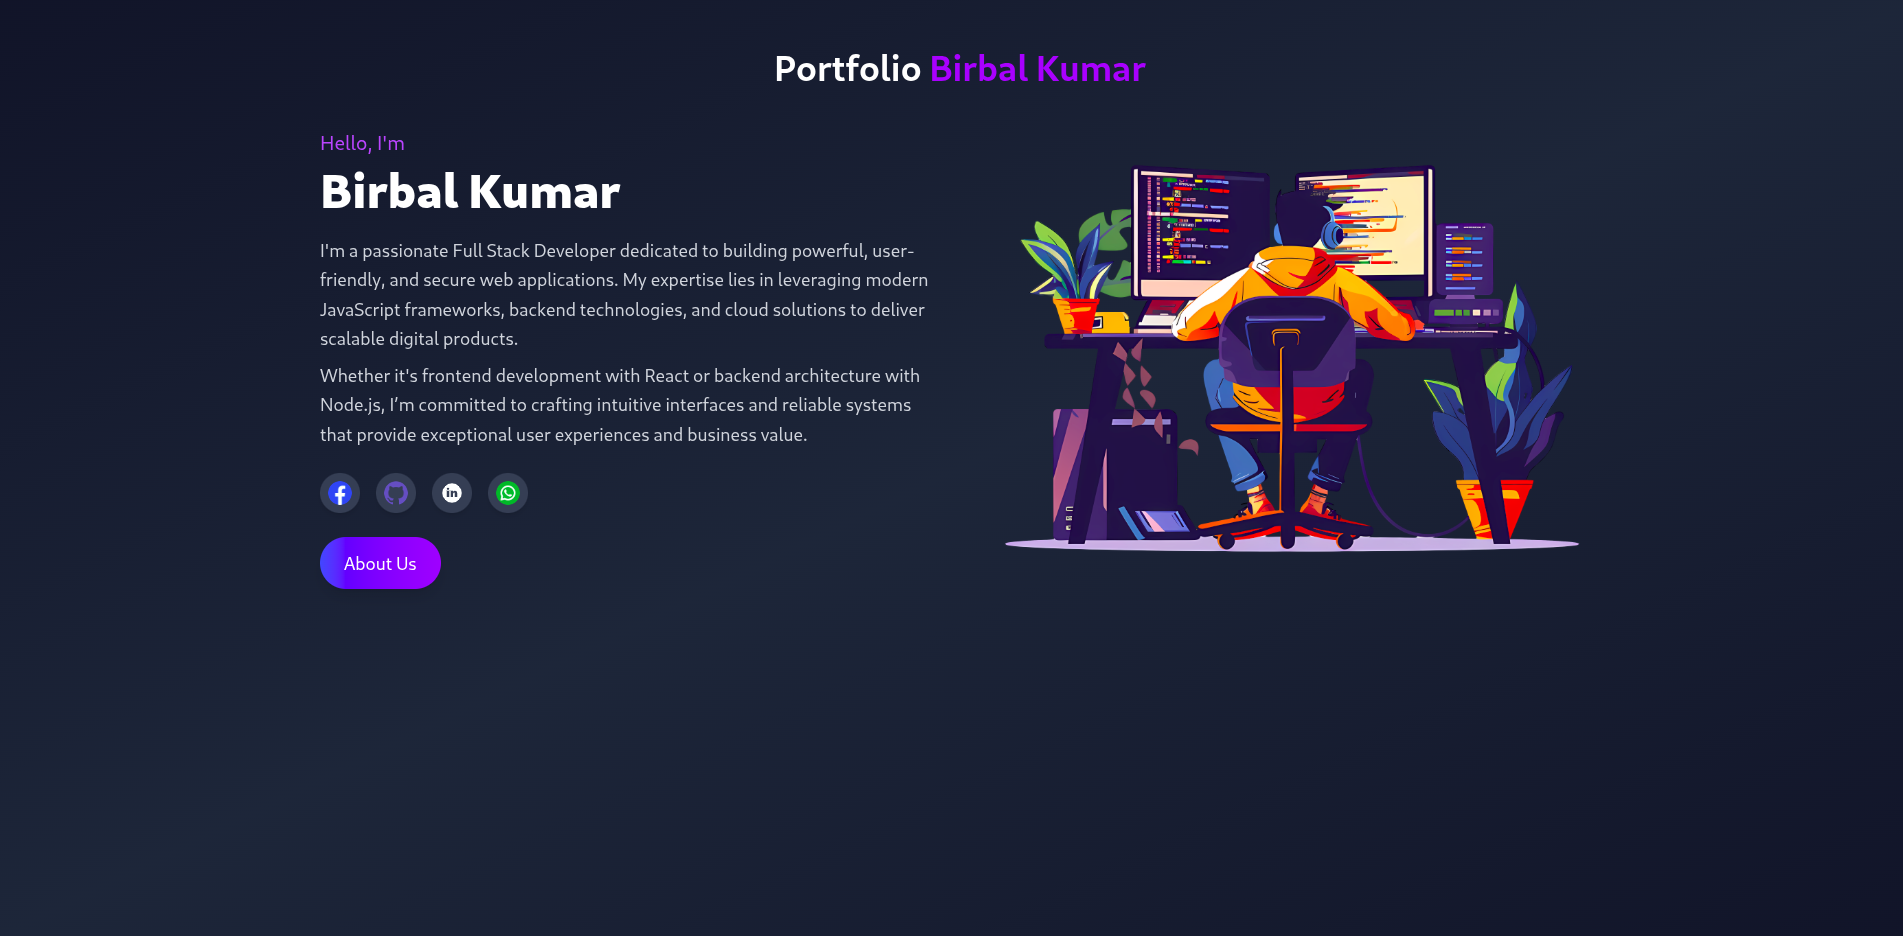 Portfolio Birbal Kumar
Hello, I'm
Birbal Kumar
I'm a passionate Full Stack Developer dedicated to building powerful, user-
friendly, and secure web applications. My expertise lies in leveraging modern
JavaScript frameworks, backend technologies, and cloud solutions to deliver
scalable digital products.
Whether it's frontend development with React or backend architecture with
Node.js, I’m committed to crafting intuitive interfaces and reliable systems
that provide exceptional user experiences and business value.
in
About Us